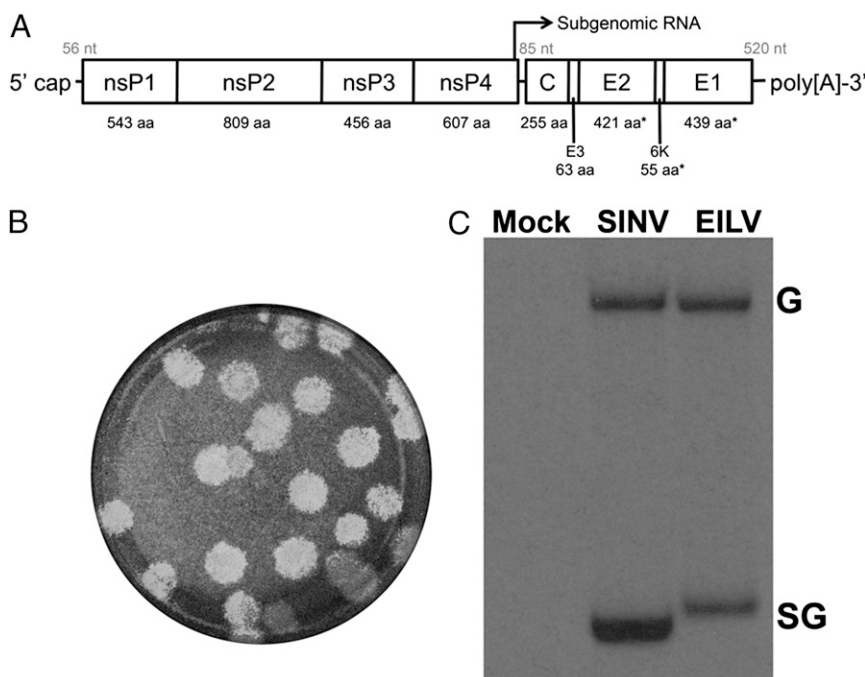 A
Subgenomic RNA
56 nt
85 nt
520 nt
5' cap
nsP1
nsP2
nsP3
nsP4
C
E2
E1
poly[A]-3'
543 aa
809 aa
456 aa
607 aa
255 aa
421 aa*
439 aa*
E3
63 aa
6K
55 aa*
B
C
Mock
SINV
EILV
G
SG